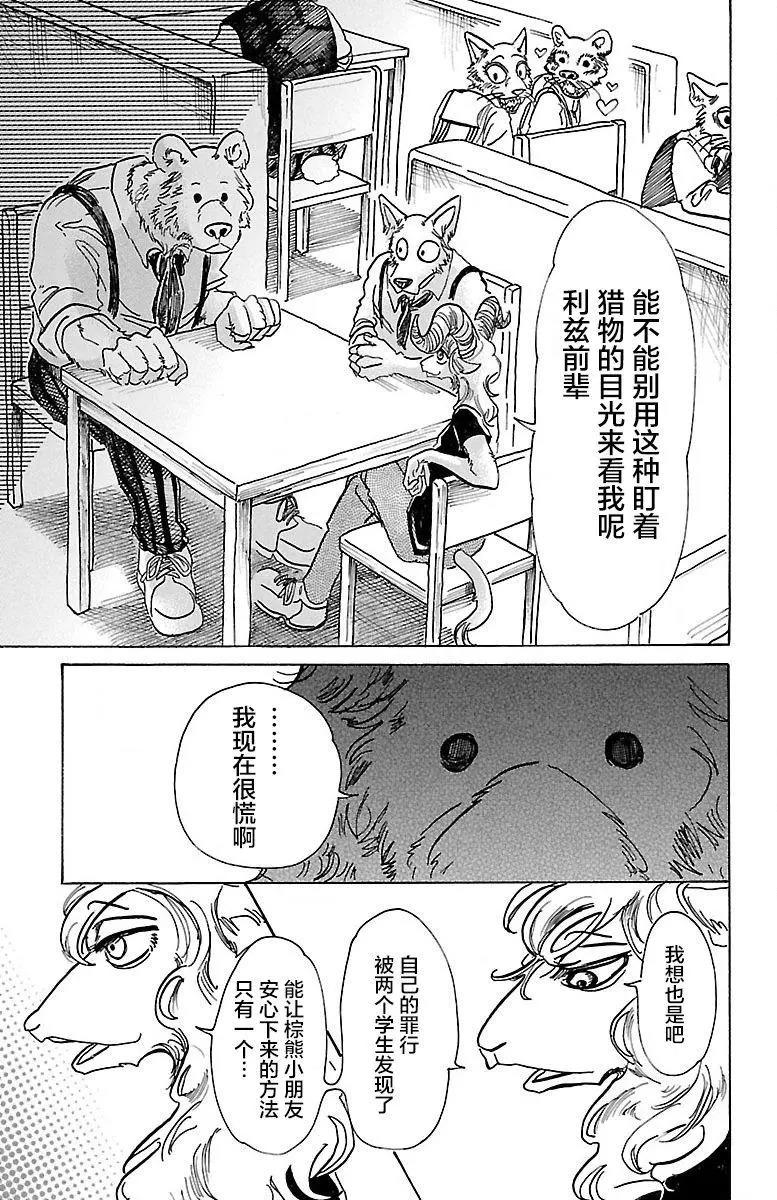 能不能别用这种盯着
猎物的目光来看我呢
利兹前辈
………
我现在很慌啊
我想也是吧
自己的罪行
被两个学生发现了
能让棕熊小朋友
安心下来的方法
只有一个…